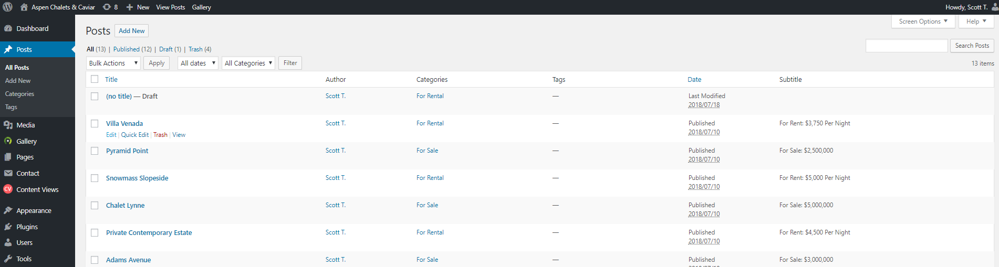 Aspen Chalets & Caviar 8 New View Posts Gallery Howdy, Scott T.
Dashboard
Posts
All Posts
Add New
Categories
Tags
Media
Gallery
Pages
Contact
CV Content Views
Appearance
Plugins
Users
Tools
Screen Options Help
Posts Add New
All (13) | Published (12) | Draft (1) | Trash (4)
Search Posts
Bulk Actions Apply All dates All Categories Filter
13 items
Title Author Categories Tags Date Subtitle
(no title) — Draft Scott T. For Rental — Last Modified
2018/07/18
Villa Venada Scott T. For Rental — Published For Rent: $3,750 Per Night
Edit | Quick Edit | Trash | View 2018/07/10
Pyramid Point Scott T. For Sale — Published For Sale: $2,500,000
2018/07/10
Snowmass Slopeside Scott T. For Rental — Published For Rent: $5,000 Per Night
2018/07/10
Chalet Lynne Scott T. For Sale — Published For Sale: $5,000,000
2018/07/10
Private Contemporary Estate Scott T. For Rental — Published For Rent: $4,500 Per Night
2018/07/10
Adams Avenue Scott T. For Sale — Published For Sale: $3,000,000